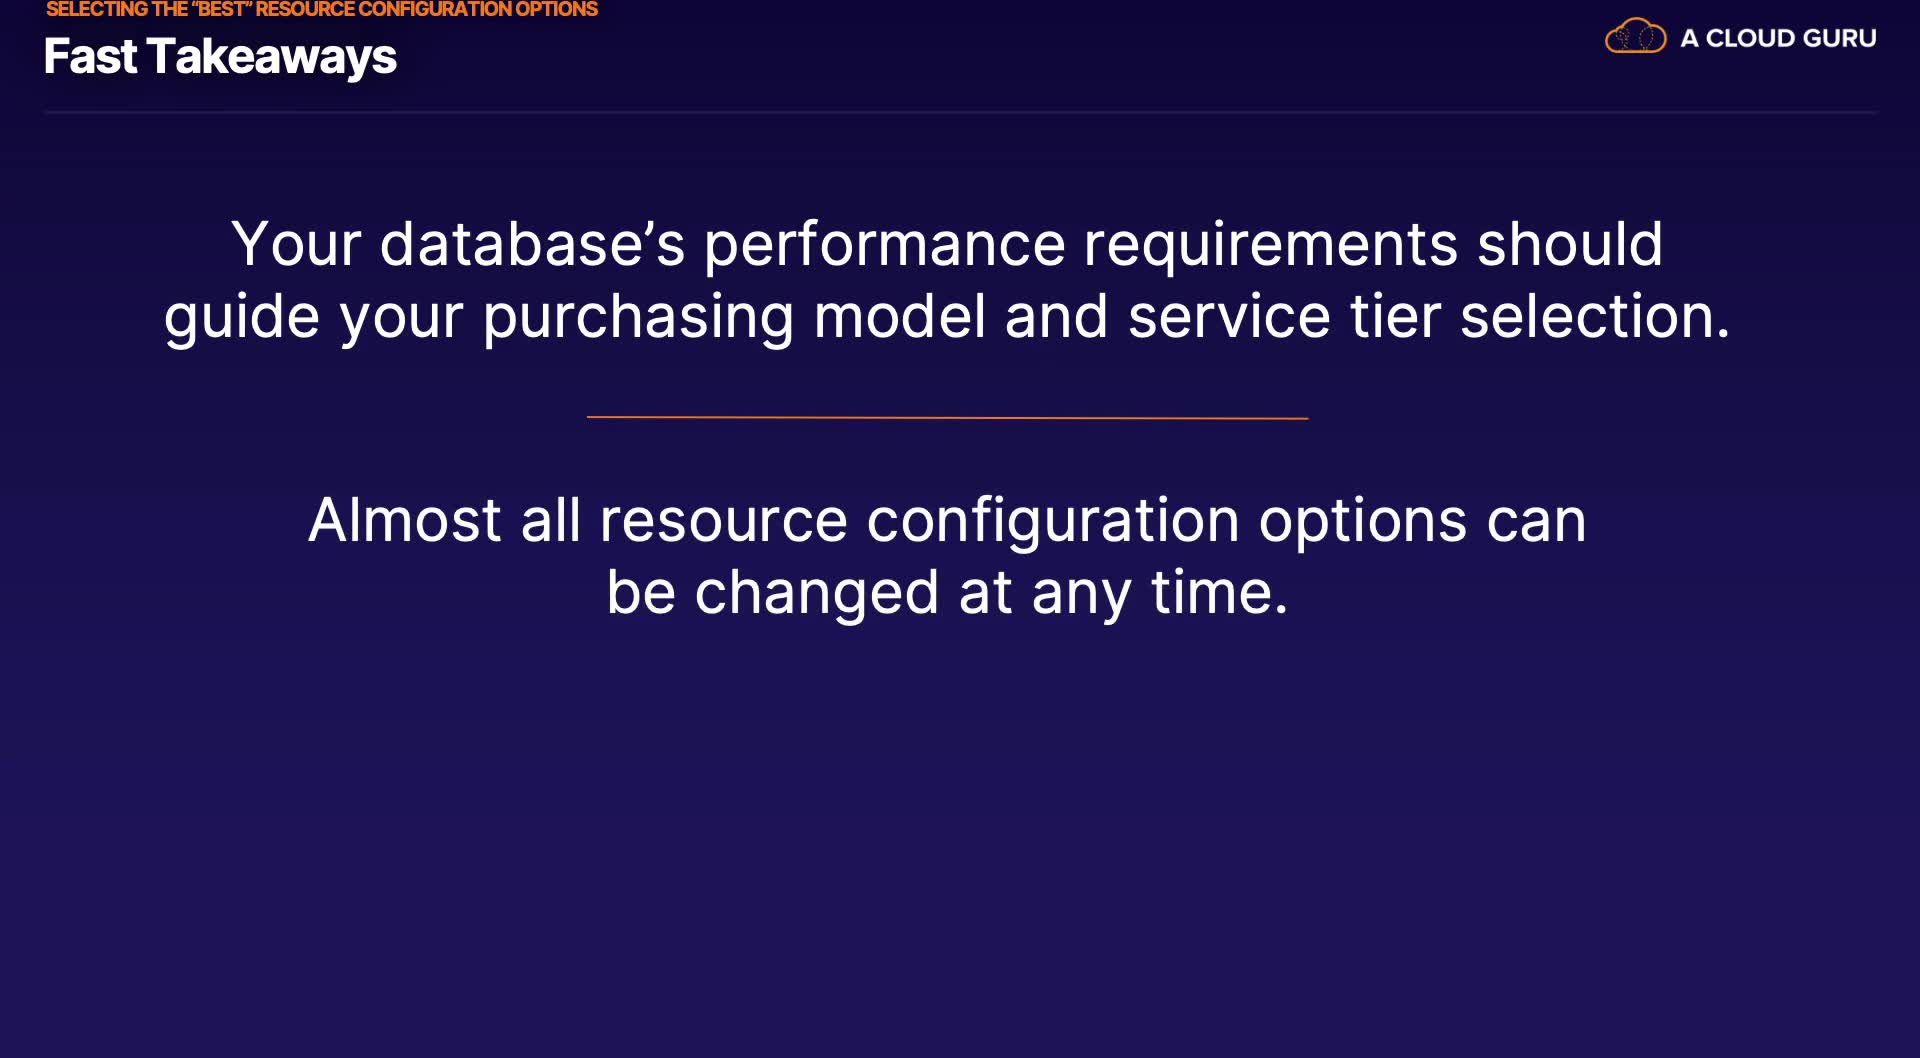 SELECTING THE “BEST” RESOURCE CONFIGURATION OPTIONS
Fast Takeaways
A CLOUD GURU
Your database’s performance requirements should
guide your purchasing model and service tier selection.
Almost all resource configuration options can
be changed at any time.